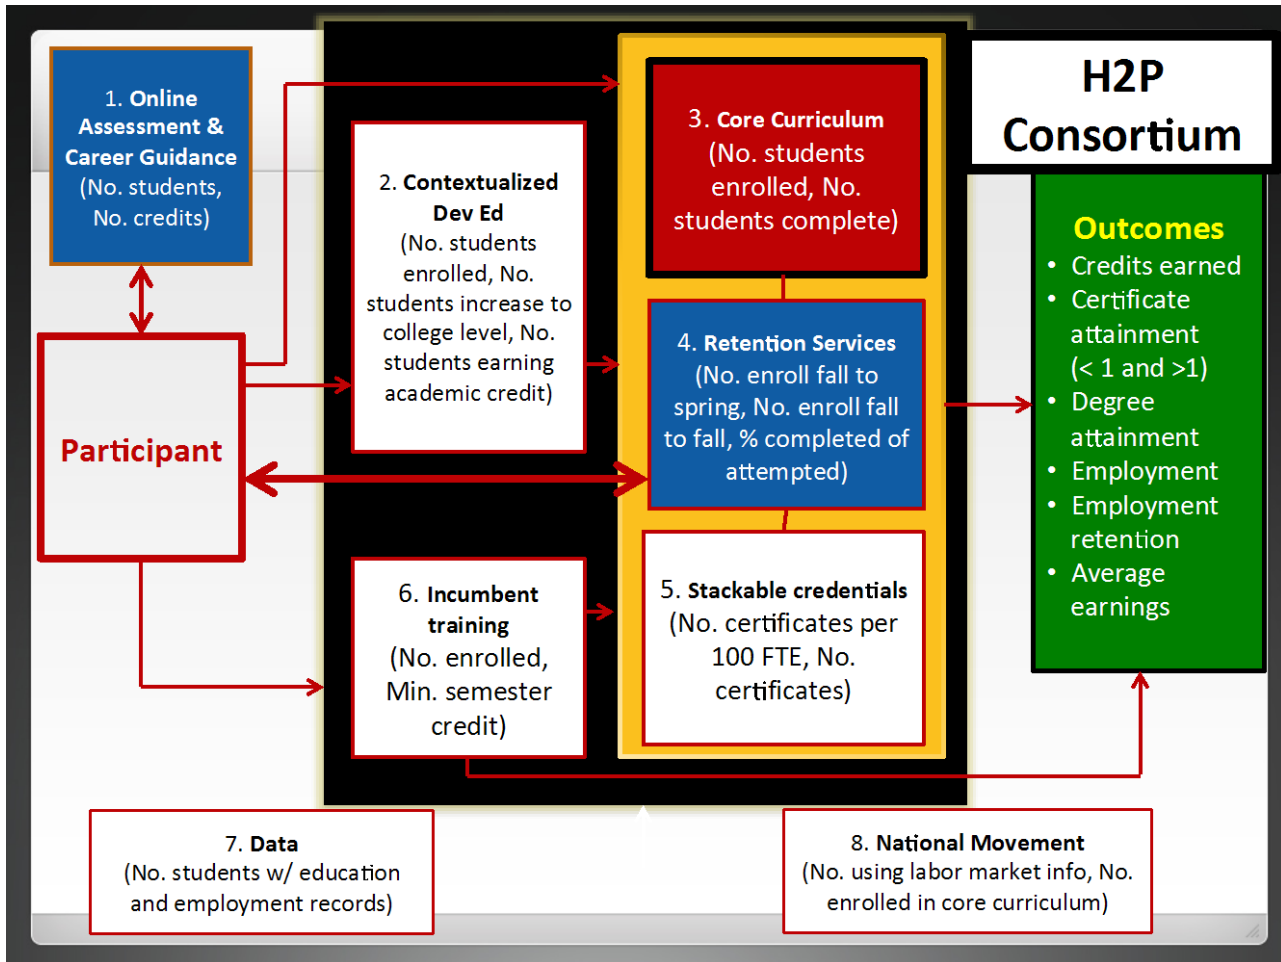 1. Online
Assessment &
Career Guidance
(No. students,
No. credits)
Participant
2. Contextualized
Dev Ed
(No. students
enrolled, No.
students increase to
college level, No.
students earning
academic credit)
6. Incumbent
training
(No. enrolled,
Min. semester
credit)
3. Core Curriculum
(No. students
enrolled, No.
students complete)
4. Retention Services
(No. enroll fall to
spring, No. enroll fall
to fall, % completed of
attempted)
5. Stackable credentials
(No. certificates per
100 FTE, No.
certificates)
H2P
Consortium
Outcomes
• Credits earned
• Certificate
attainment
(< 1 and >1)
• Degree
attainment
• Employment
• Employment
retention
• Average
earnings
7. Data
(No. students w/ education
and employment records)
8. National Movement
(No. using labor market info, No.
enrolled in core curriculum)